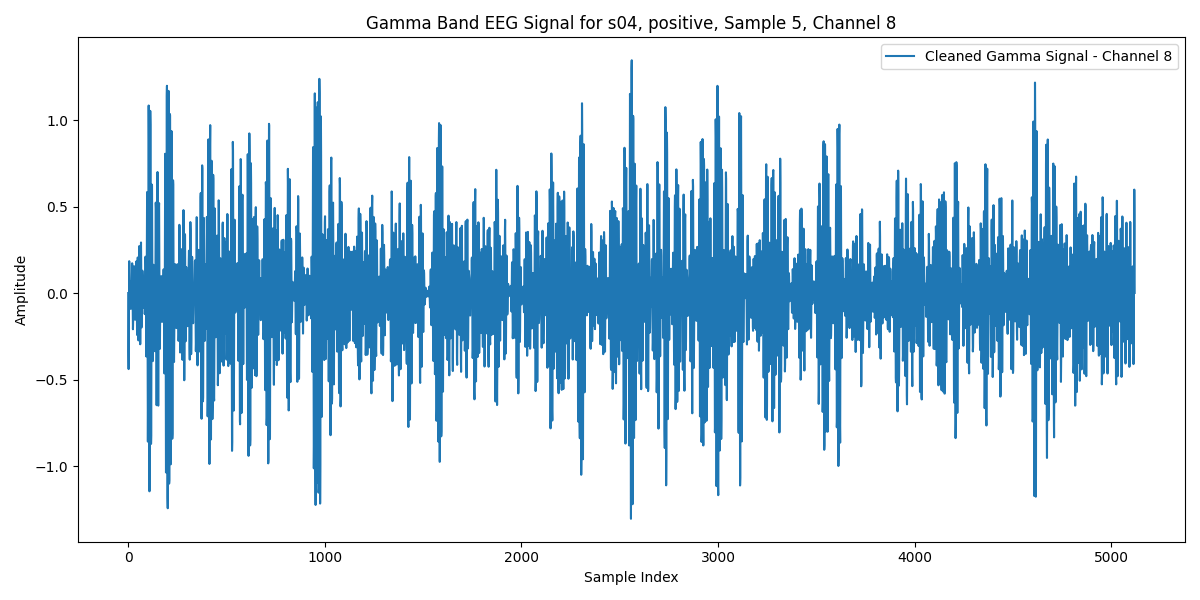 Gamma Band EEG Signal for s04, positive, Sample 5, Channel 8
Cleaned Gamma Signal - Channel 8
Amplitude
1.0
0.5
0.0
−0.5
−1.0
0 1000 2000 3000 4000 5000
Sample Index